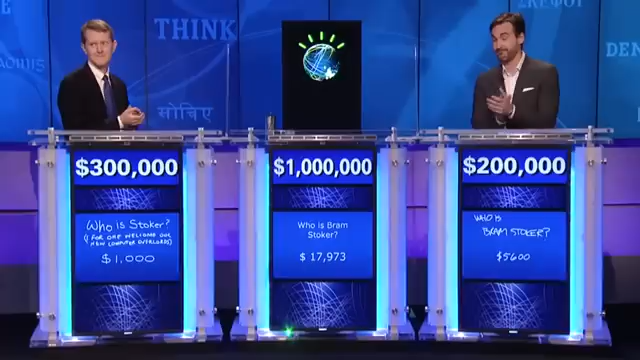 THINK
सोचिए
$300,000
$1,000,000
$200,000
Who is Stoker?
(I FOR ONE WELCOME OUR
NEW COMPUTER OVERLORDS)
$1,000
Who is Bram
Stoker?
$ 17,973
WHO IS
BRAM STOKER?
$5600